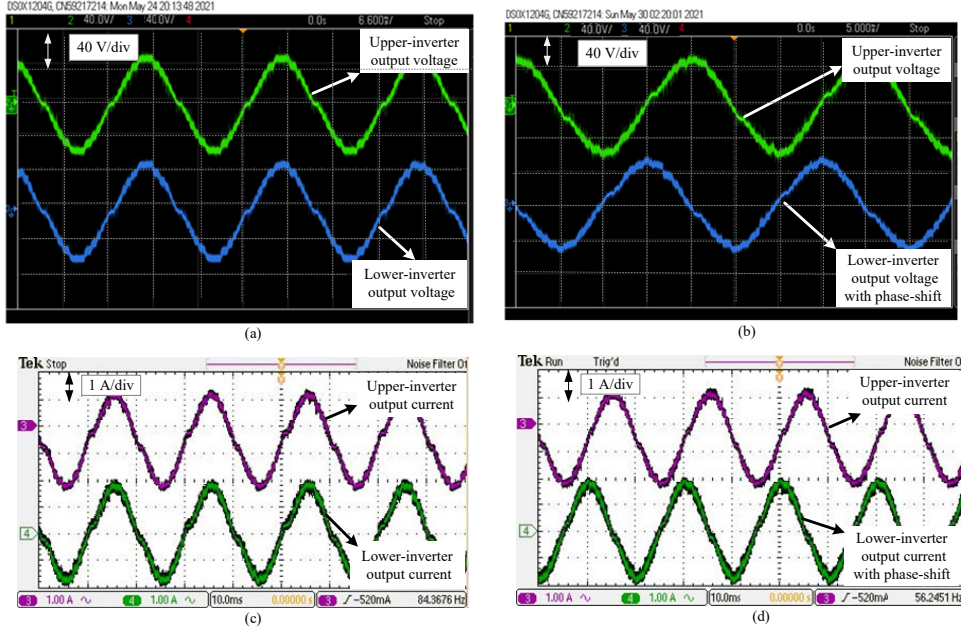 DSOX1204G, CN59217214: Mon May 24 20:13:48 2021
1 2 40.0V/ 3 40.0V/ 4 0.0s 6.600ms/ Stop
40 V/div
Upper-inverter
output voltage
Lower-inverter
output voltage
(a)
DSOX1204G, CN59217214: Sun May 30 02:20:01 2021
1 2 40.0V/ 3 40.0V/ 4 0.0s 5.000ms/ Stop
40 V/div
Upper-inverter
output voltage
Lower-inverter
output voltage
with phase-shift
(b)
Tek Stop Noise Filter Of
1 A/div
Upper-inverter
output current
3
4
Lower-inverter
output current
3 1.00 A 4 1.00 A 10.0ms 0.00000 s 3 -520mA
84.3676 Hz
(c)
Tek Run Trig'd Noise Filter Of
1 A/div
Upper-inverter
output current
3
4
Lower-inverter
output current
with phase-shift
3 1.00 A 4 1.00 A 10.0ms 0.00000 s 3 -520mA
56.2451 Hz
(d)